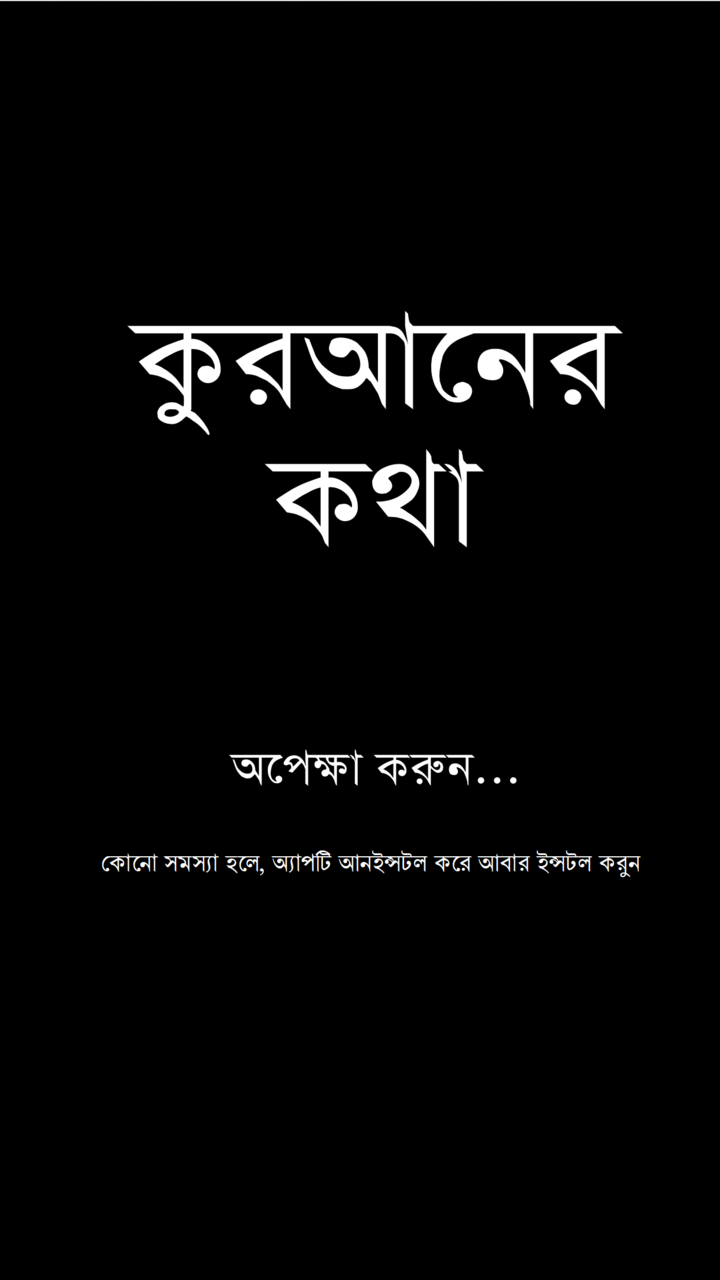 কুরআনের
কথা
অপেক্ষা করুন...
কোনো সমস্যা হলে, অ্যাপটি আনইন্সটল করে আবার ইন্সটল করুন